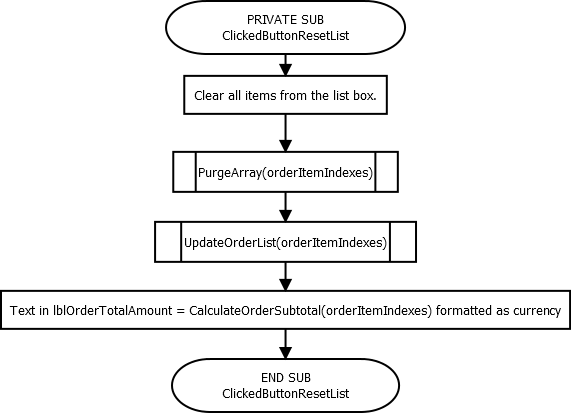 PRIVATE SUB
ClickedButtonResetList
Clear all items from the list box.
PurgeArray(orderItemIndexes)
UpdateOrderList(orderItemIndexes)
Text in lblOrderTotalAmount = CalculateOrderSubtotal(orderItemIndexes) formatted as currency
END SUB
ClickedButtonResetList